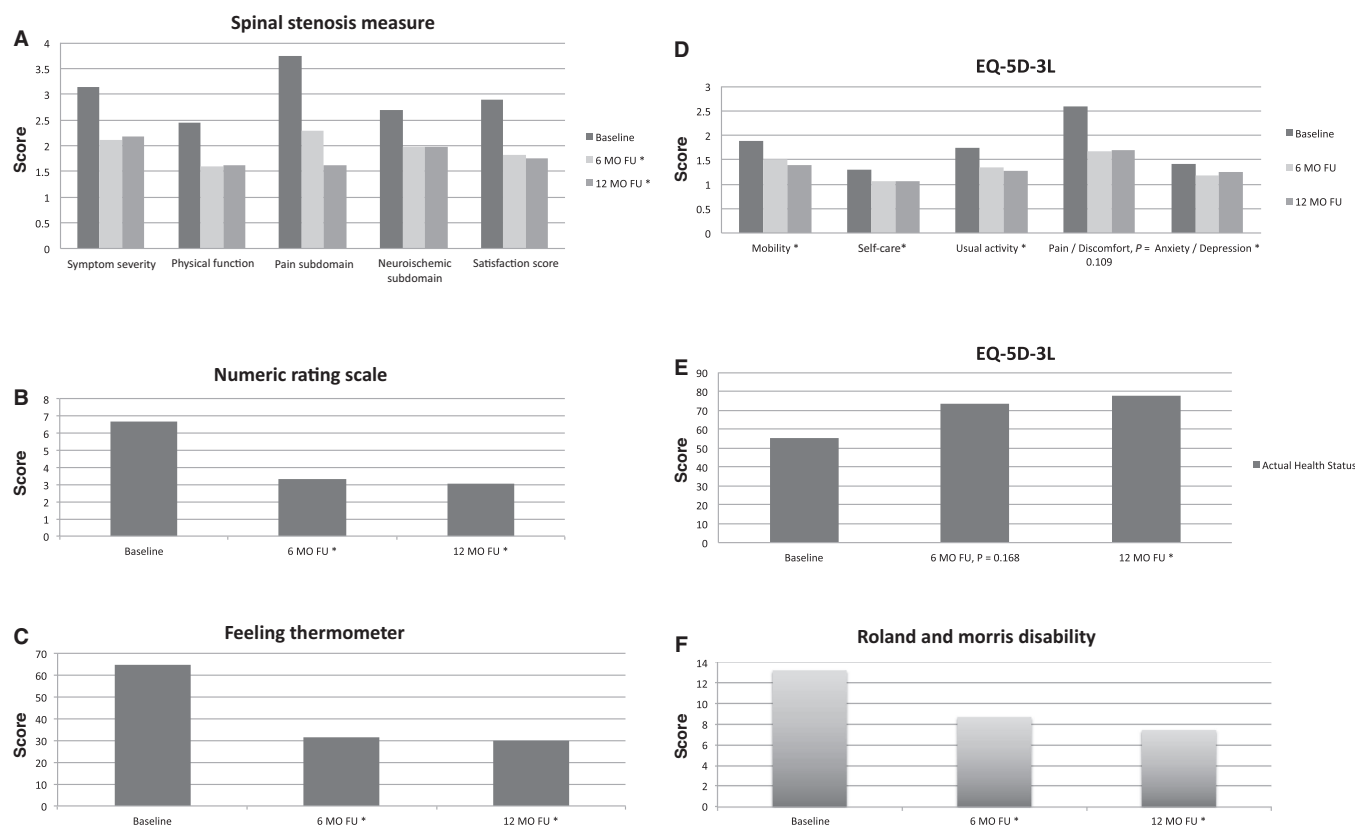 A
Spinal stenosis measure
4
3.5
3
2.5
2
1.5
1
0.5
0
Score
Symptom severity
Physical function
Pain subdomain
Neuroischemic
subdomain
Satisfaction score
Baseline
6 MO FU *
12 MO FU *
B
Numeric rating scale
8
7
6
5
4
3
2
1
0
Score
Baseline
6 MO FU *
12 MO FU *
C
Feeling thermometer
70
60
50
40
30
20
10
0
Score
Baseline
6 MO FU *
12 MO FU *
D
EQ-5D-3L
3
2.5
2
1.5
1
0.5
0
Score
Mobility *
Self-care*
Usual activity *
Pain / Discomfort, P =
0.109
Anxiety / Depression *
Baseline
6 MO FU
12 MO FU
E
EQ-5D-3L
90
80
70
60
50
40
30
20
10
0
Score
Baseline
6 MO FU, P = 0.168
12 MO FU *
Actual Health Status
F
Roland and morris disability
14
12
10
8
6
4
2
0
Score
Baseline
6 MO FU *
12 MO FU *